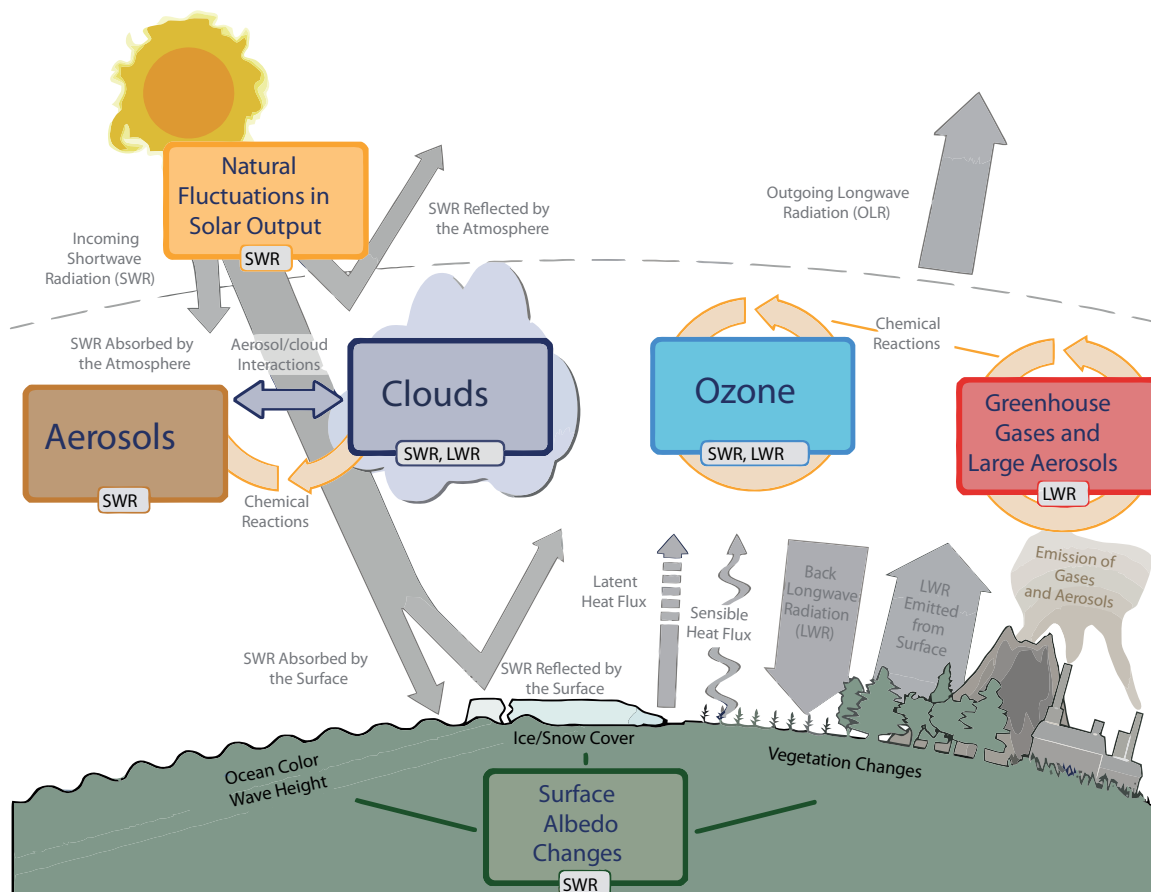 Natural
Fluctuations in
Solar Output
SWR
Incoming
Shortwave
Radiation (SWR)
SWR Reflected by
the Atmosphere
Outgoing Longwave
Radiation (OLR)
SWR Absorbed by
the Atmosphere
Aerosol/cloud
Interactions
Chemical
Reactions
Aerosols
SWR
Clouds
SWR, LWR
Ozone
SWR, LWR
Greenhouse
Gases and
Large Aerosols
LWR
Chemical
Reactions
Latent
Heat Flux
Sensible
Heat Flux
Back
Longwave
Radiation
(LWR)
LWR
Emitted
from
Surface
Emission of
Gases
and Aerosols
SWR Absorbed by
the Surface
SWR Reflected by
the Surface
Ice/Snow Cover
Ocean Color
Wave Height
Vegetation Changes
Surface
Albedo
Changes
SWR